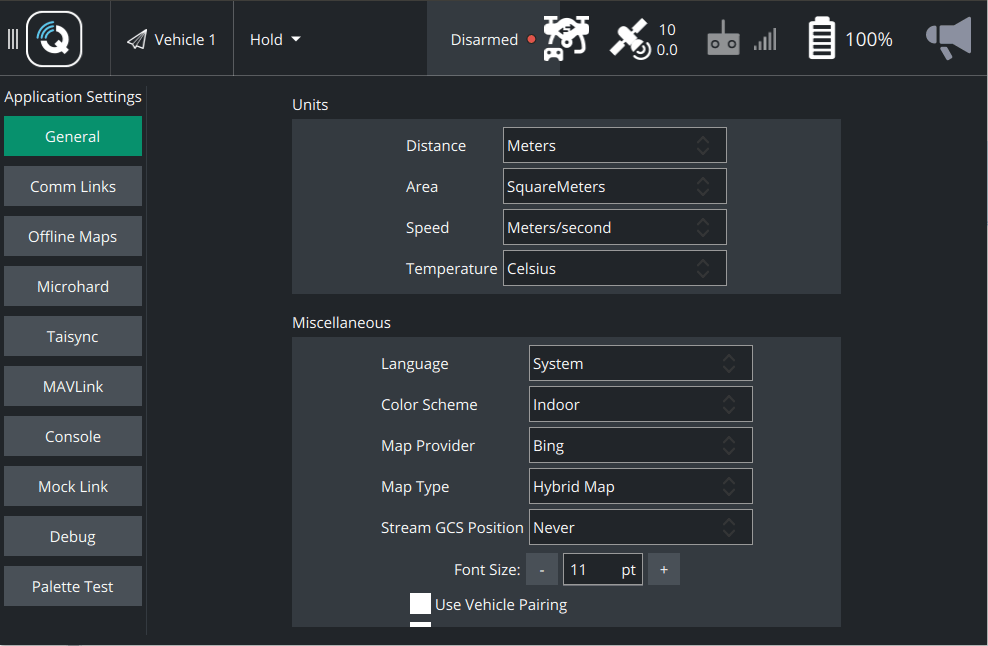 Vehicle 1
Hold
Disarmed
10
0.0
100%
Application Settings
General
Comm Links
Offline Maps
Microhard
Taisync
MAVLink
Console
Mock Link
Debug
Palette Test
Units
Distance Meters
Area SquareMeters
Speed Meters/second
Temperature Celsius
Miscellaneous
Language System
Color Scheme Indoor
Map Provider Bing
Map Type Hybrid Map
Stream GCS Position Never
Font Size: - 11 pt +
Use Vehicle Pairing